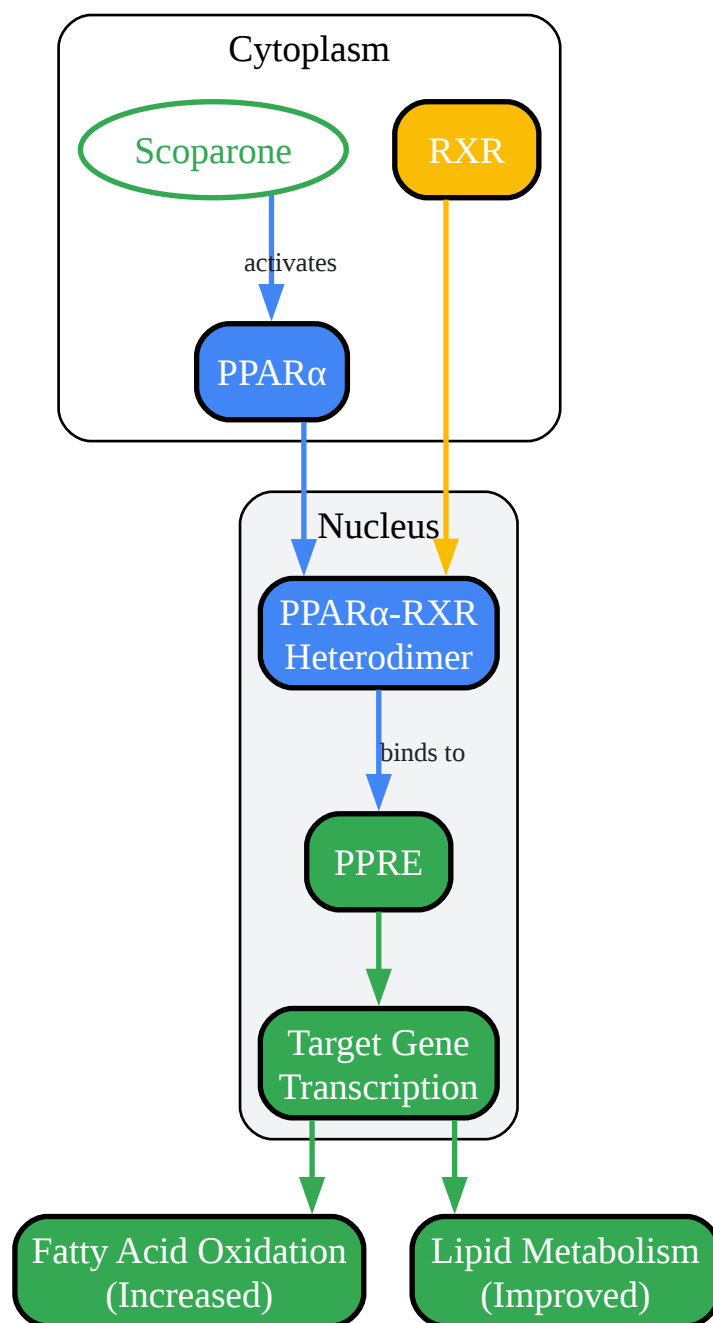 Cytoplasm
Scoparone
RXR
activates
PPARα
Nucleus
PPARα-RXR
Heterodimer
binds to
PPRE
Target Gene
Transcription
Fatty Acid Oxidation
(Increased)
Lipid Metabolism
(Improved)